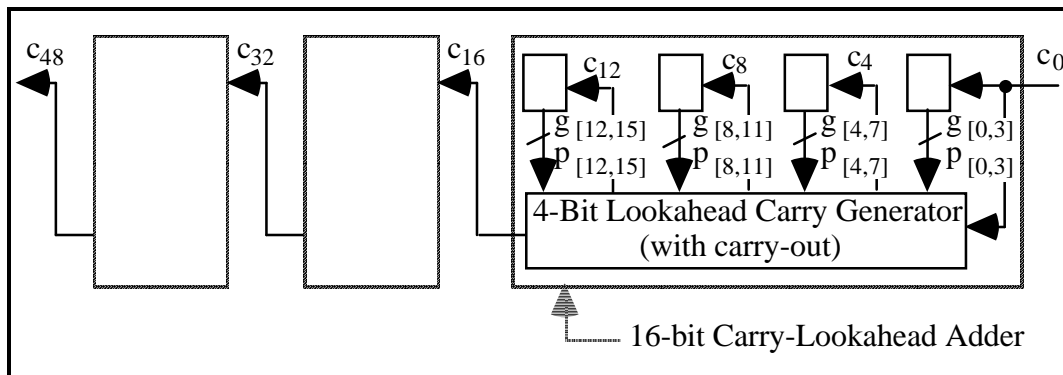 c48 c32 c16 c12 c8 c4 c0
g [12,15] g [8,11] g [4,7] g [0,3]
p [12,15] p [8,11] p [4,7] p [0,3]
4-Bit Lookahead Carry Generator
(with carry-out)
16-bit Carry-Lookahead Adder